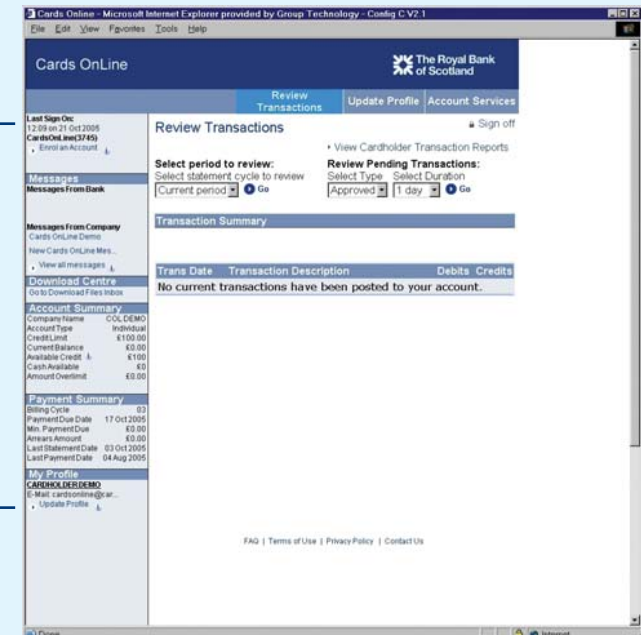 Cards Online - Microsoft Internet Explorer provided by Group Technology - Config C V2.1
File Edit View Favorites Tools Help
Cards OnLine
The Royal Bank
of Scotland
Review
Transactions
Update Profile
Account Services
Last Sign On:
12:09 on 21 Oct 2005
CardsOnLine(3745)
Enrol an Account
Messages
Messages From Bank
Messages From Company
Cards OnLine Demo
New Cards OnLine Mes...
View all messages
Download Centre
Go to Download Files Inbox
Account Summary
Company Name COL DEMO
Account Type Individual
Credit Limit £100.00
Current Balance £0.00
Available Credit £100
Cash Available £0
Amount Overlimit £0.00
Payment Summary
Billing Cycle 03
Payment Due Date 17 Oct 2005
Min. Payment Due £0.00
Arrears Amount £0.00
Last Statement Date 03 Oct 2005
Last Payment Date 04 Aug 2005
My Profile
CARDHOLDER DEMO
E-Mail: cardsonline@car...
Update Profile
Review Transactions
Sign off
View Cardholder Transaction Reports
Select period to review:
Select statement cycle to review
Current period Go
Review Pending Transactions:
Select Type Select Duration
Approved 1 day Go
Transaction Summary
Trans Date Transaction Description Debits Credits
No current transactions have been posted to your account.
FAQ | Terms of Use | Privacy Policy | Contact Us
Done
Internet